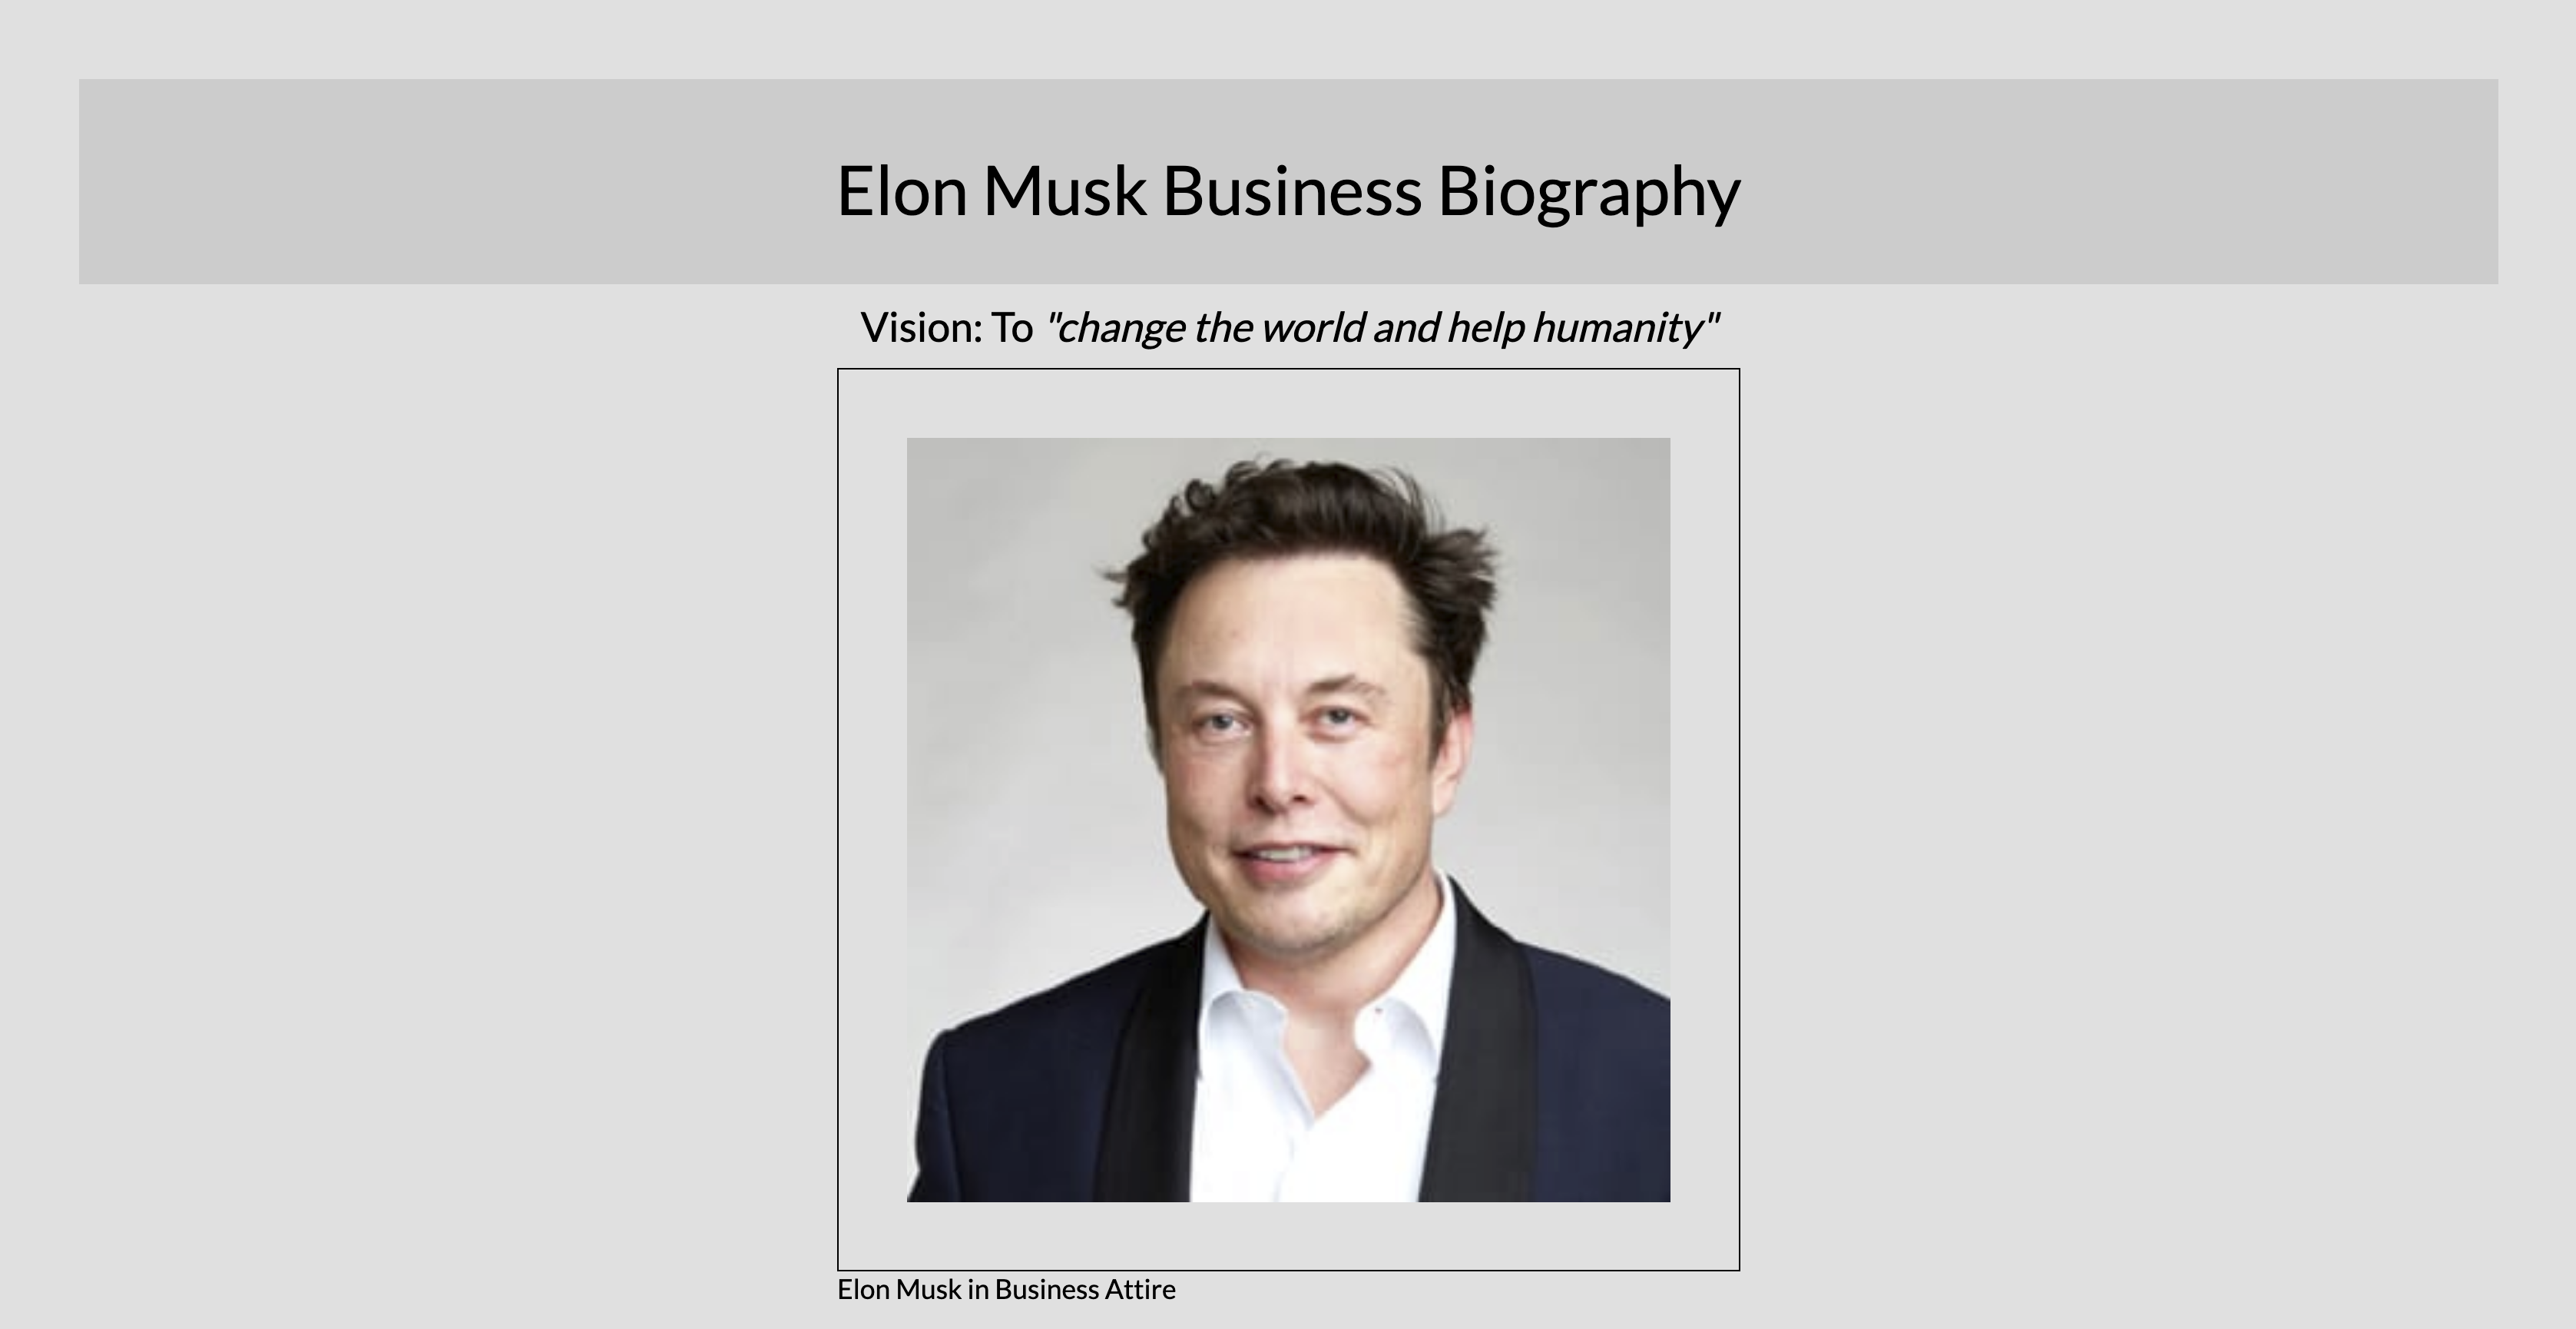 Elon Musk Business Biography
Vision: To "change the world and help humanity"
Elon Musk in Business Attire